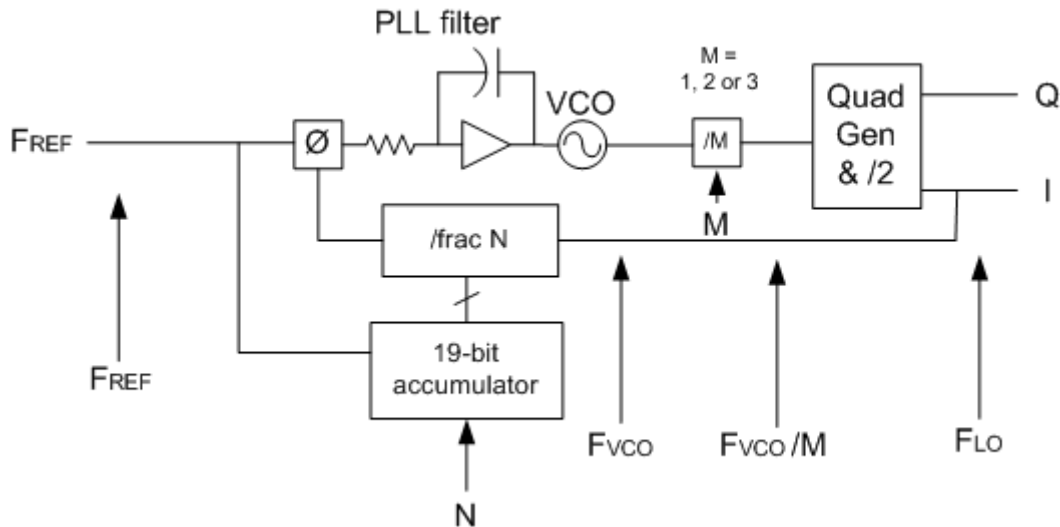 PLL filter
M =
1, 2 or 3
VCO
Quad
Gen
& /2
Q
FREF
Ø
/M
I
M
/frac N
19-bit
accumulator
FREF
FVCO
FVCO /M
FLO
N